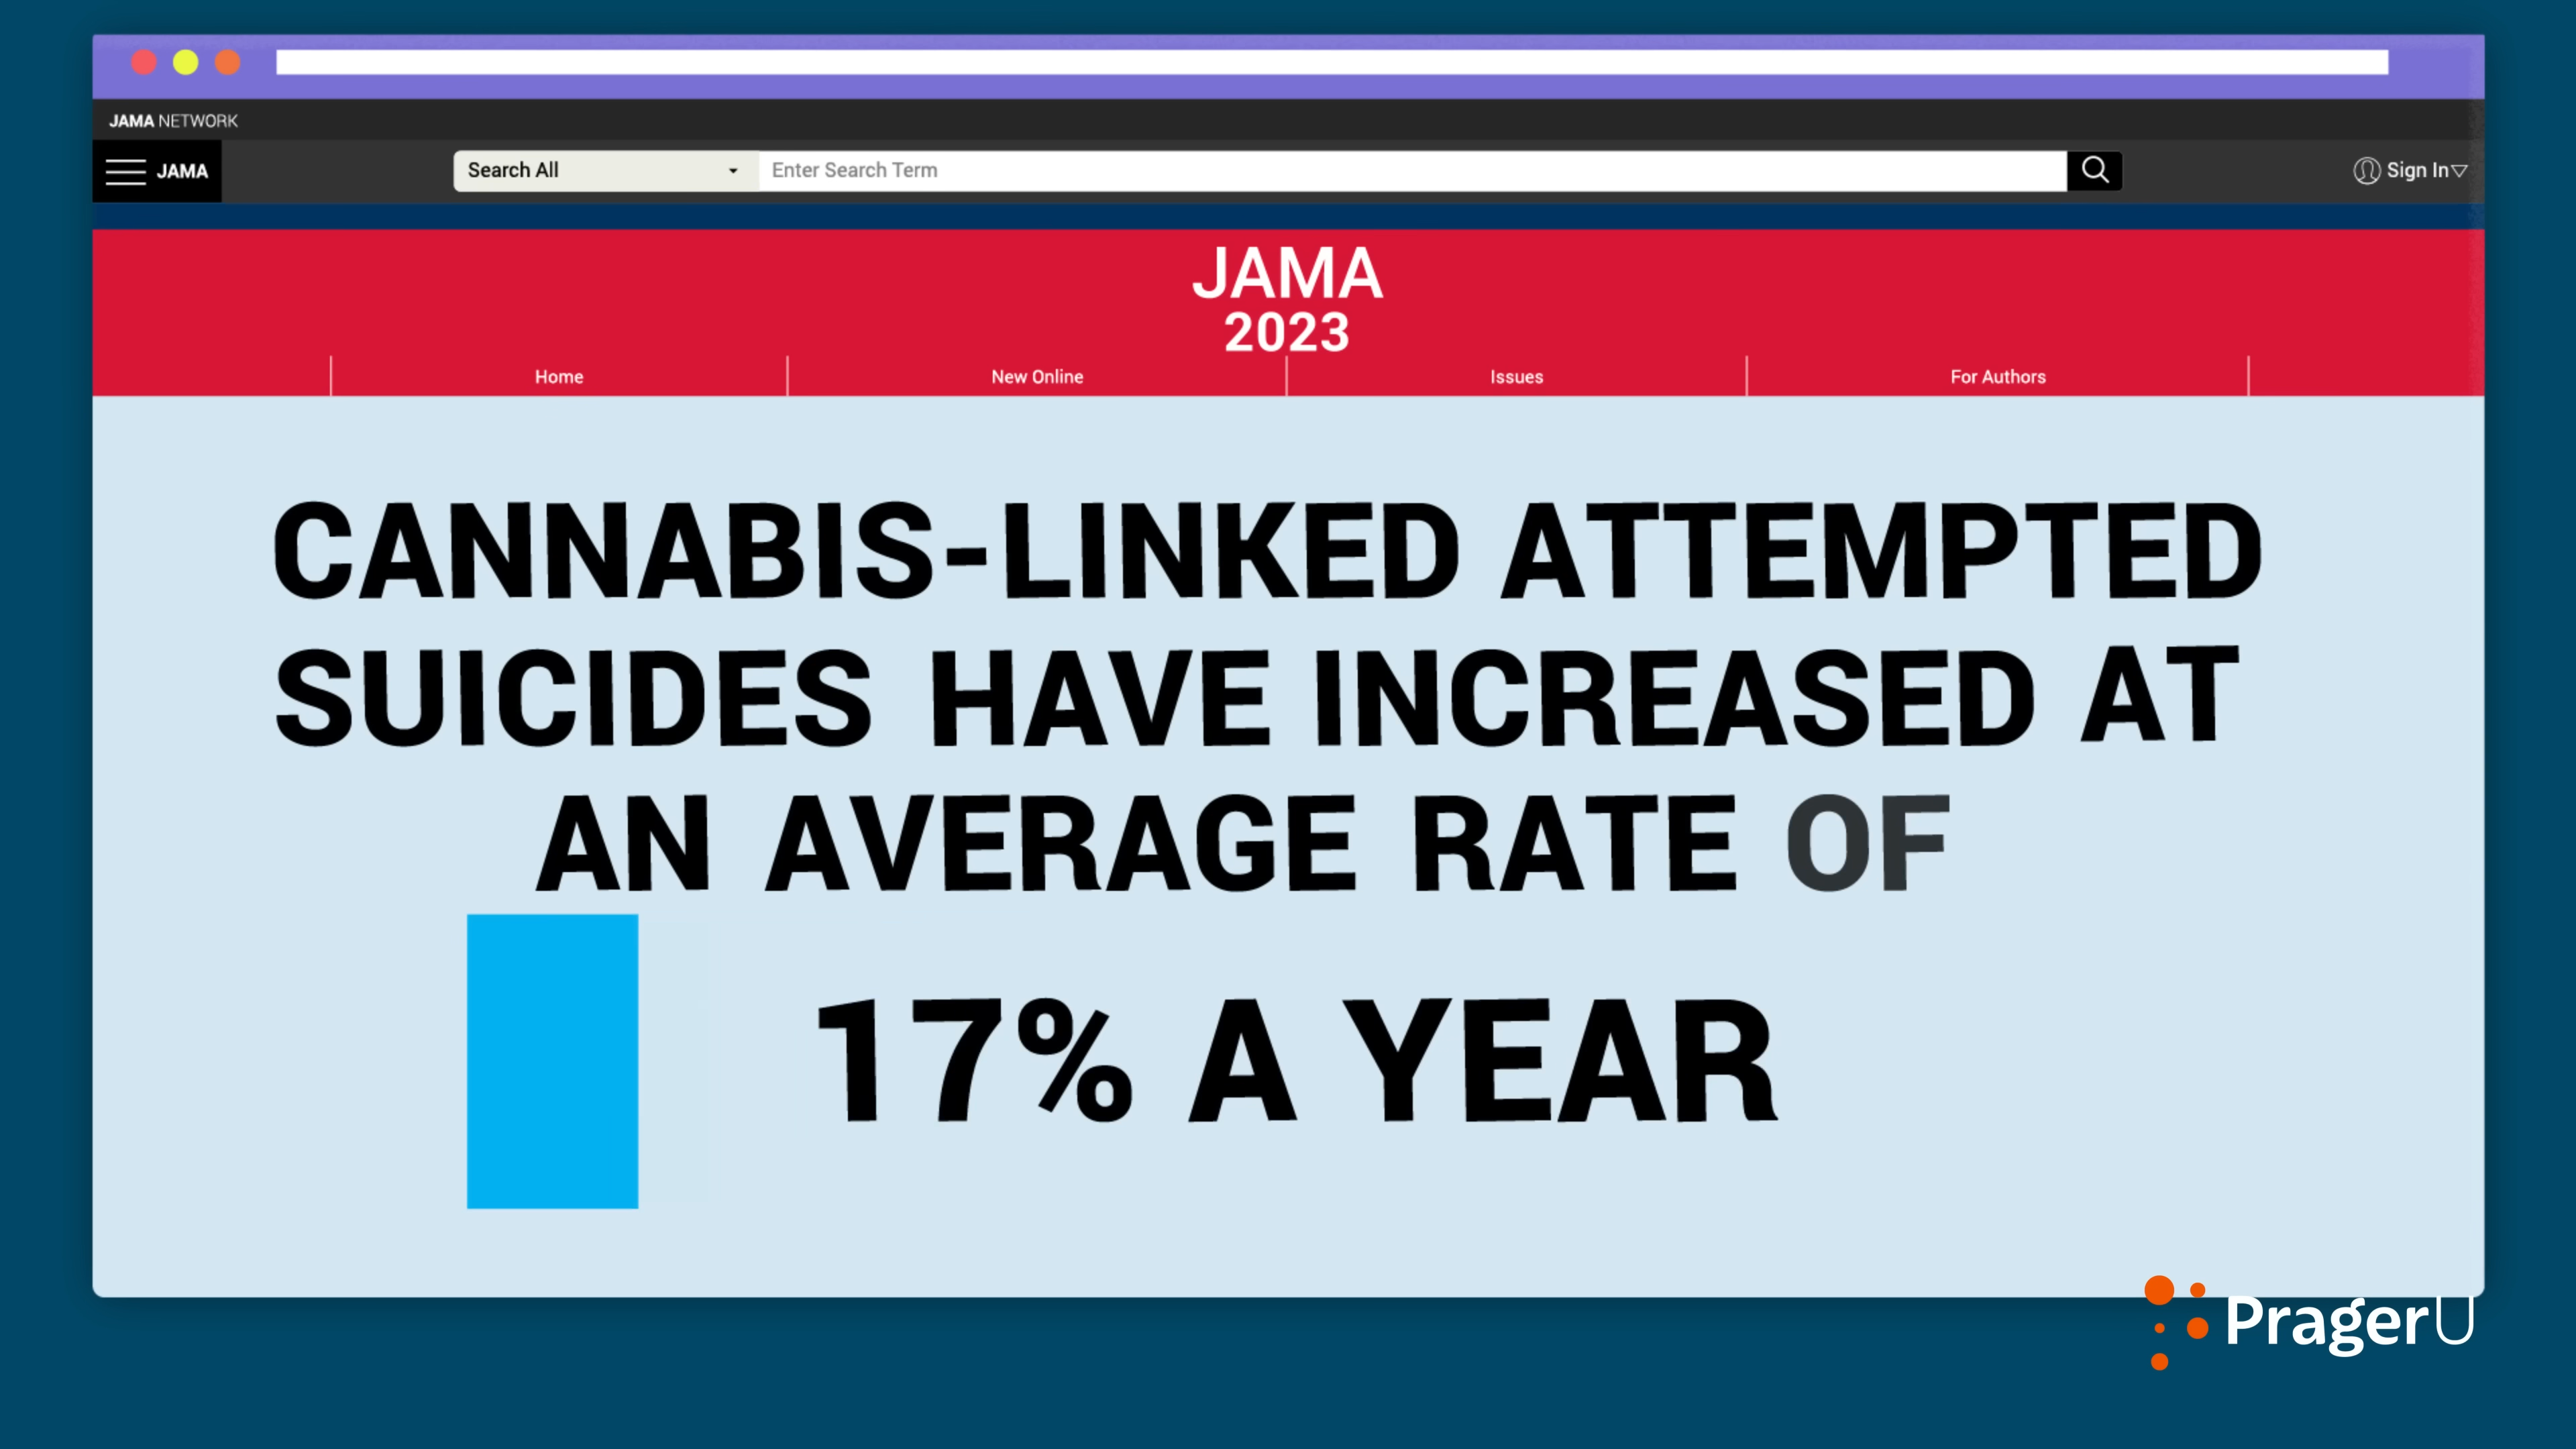 JAMA NETWORK
JAMA
Search All
Enter Search Term
Sign In
JAMA
2023
Home
New Online
Issues
For Authors
CANNABIS-LINKED ATTEMPTED
SUICIDES HAVE INCREASED AT
AN AVERAGE RATE OF
17% A YEAR
PragerU